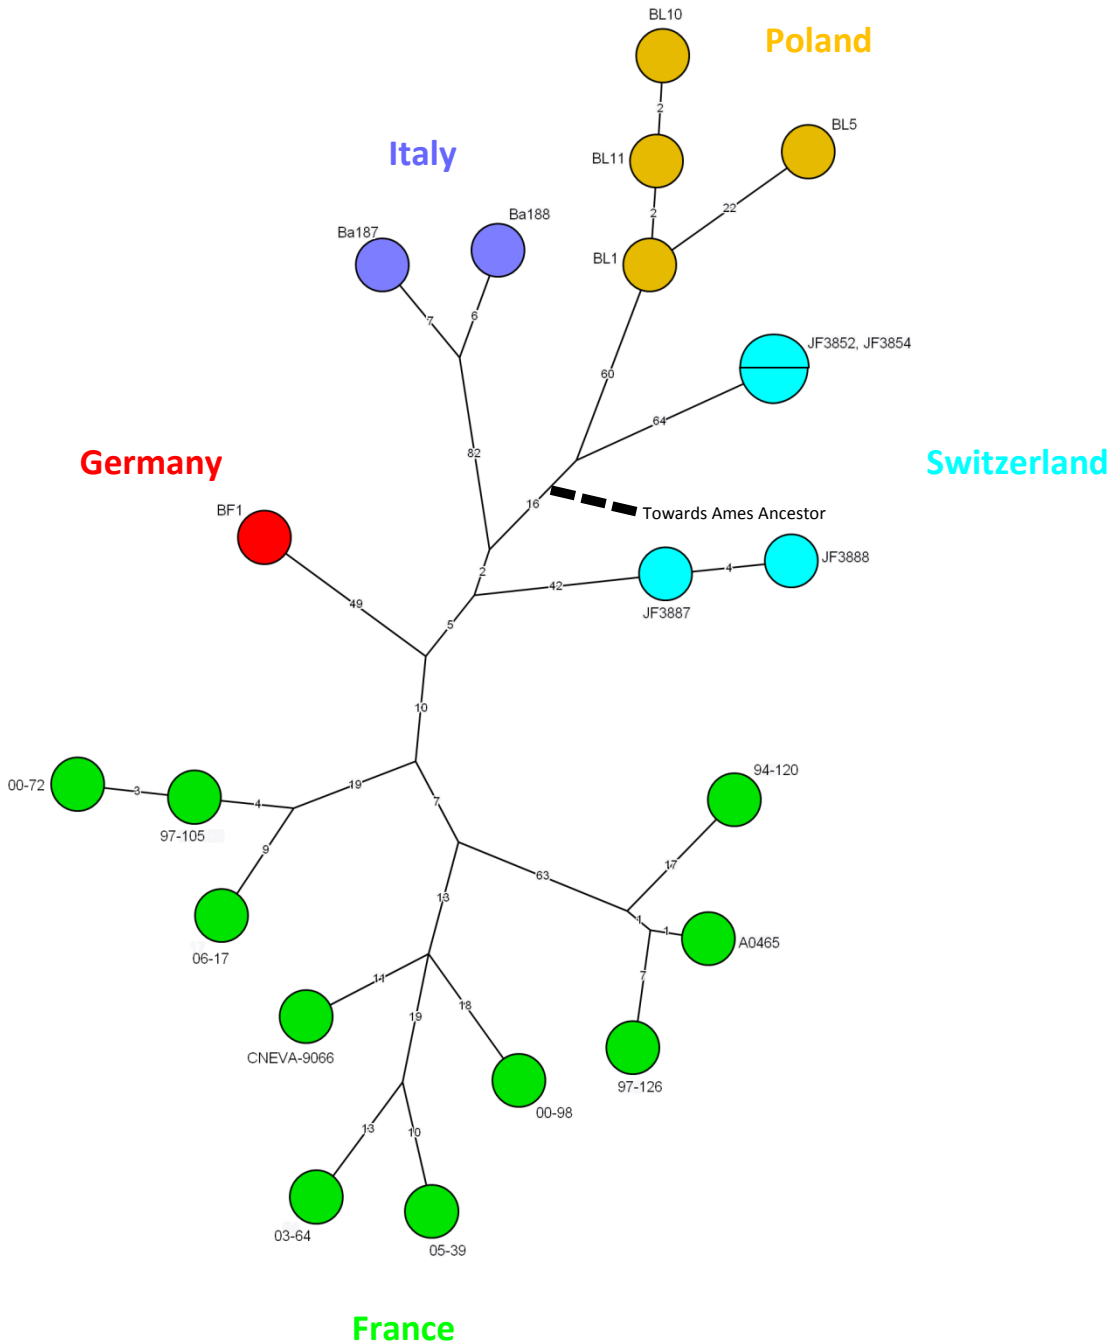 BL10
Poland
2
BL5
Italy
BL11
22
2
Ba188
Ba187
BL1
7
6
JF3852, JF3854
60
64
82
Germany
Switzerland
16
Towards Ames Ancestor
BF1
2
JF3888
4
42
49
JF3887
5
10
94-120
00-72
3
19
4
7
97-105
9
17
63
13
1
1
A0465
06-17
7
11
18
19
CNEVA-9066
97-126
00-98
13
10
03-64
05-39
France